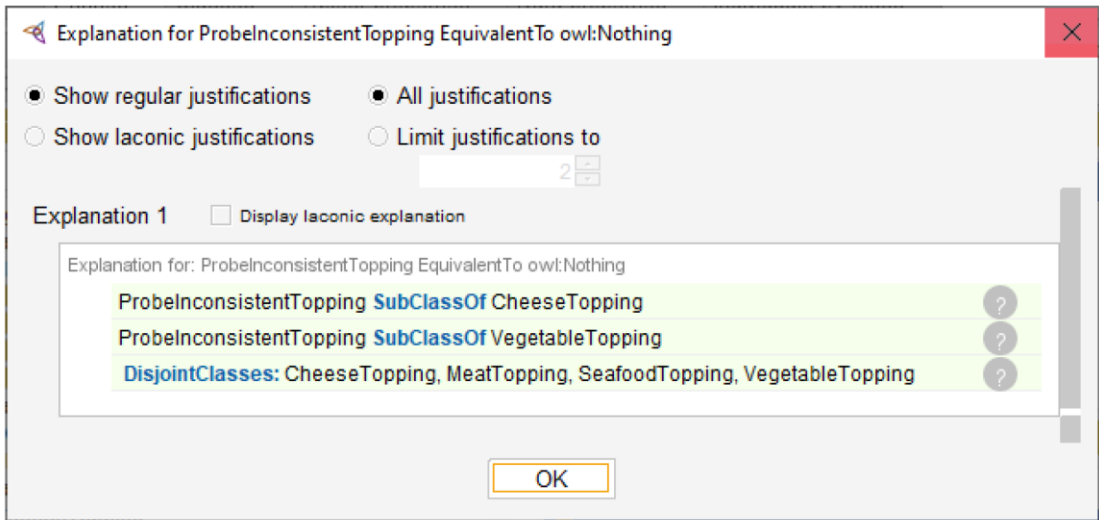 Explanation for ProbeInconsistentTopping EquivalentTo owl:Nothing
Show regular justifications
All justifications
Show laconic justifications
Limit justifications to
2
Explanation 1
Display laconic explanation
Explanation for: ProbeInconsistentTopping EquivalentTo owl:Nothing
ProbeInconsistentTopping SubClassOf CheeseTopping
?
ProbeInconsistentTopping SubClassOf VegetableTopping
?
DisjointClasses: CheeseTopping, MeatTopping, SeafoodTopping, VegetableTopping
?
OK